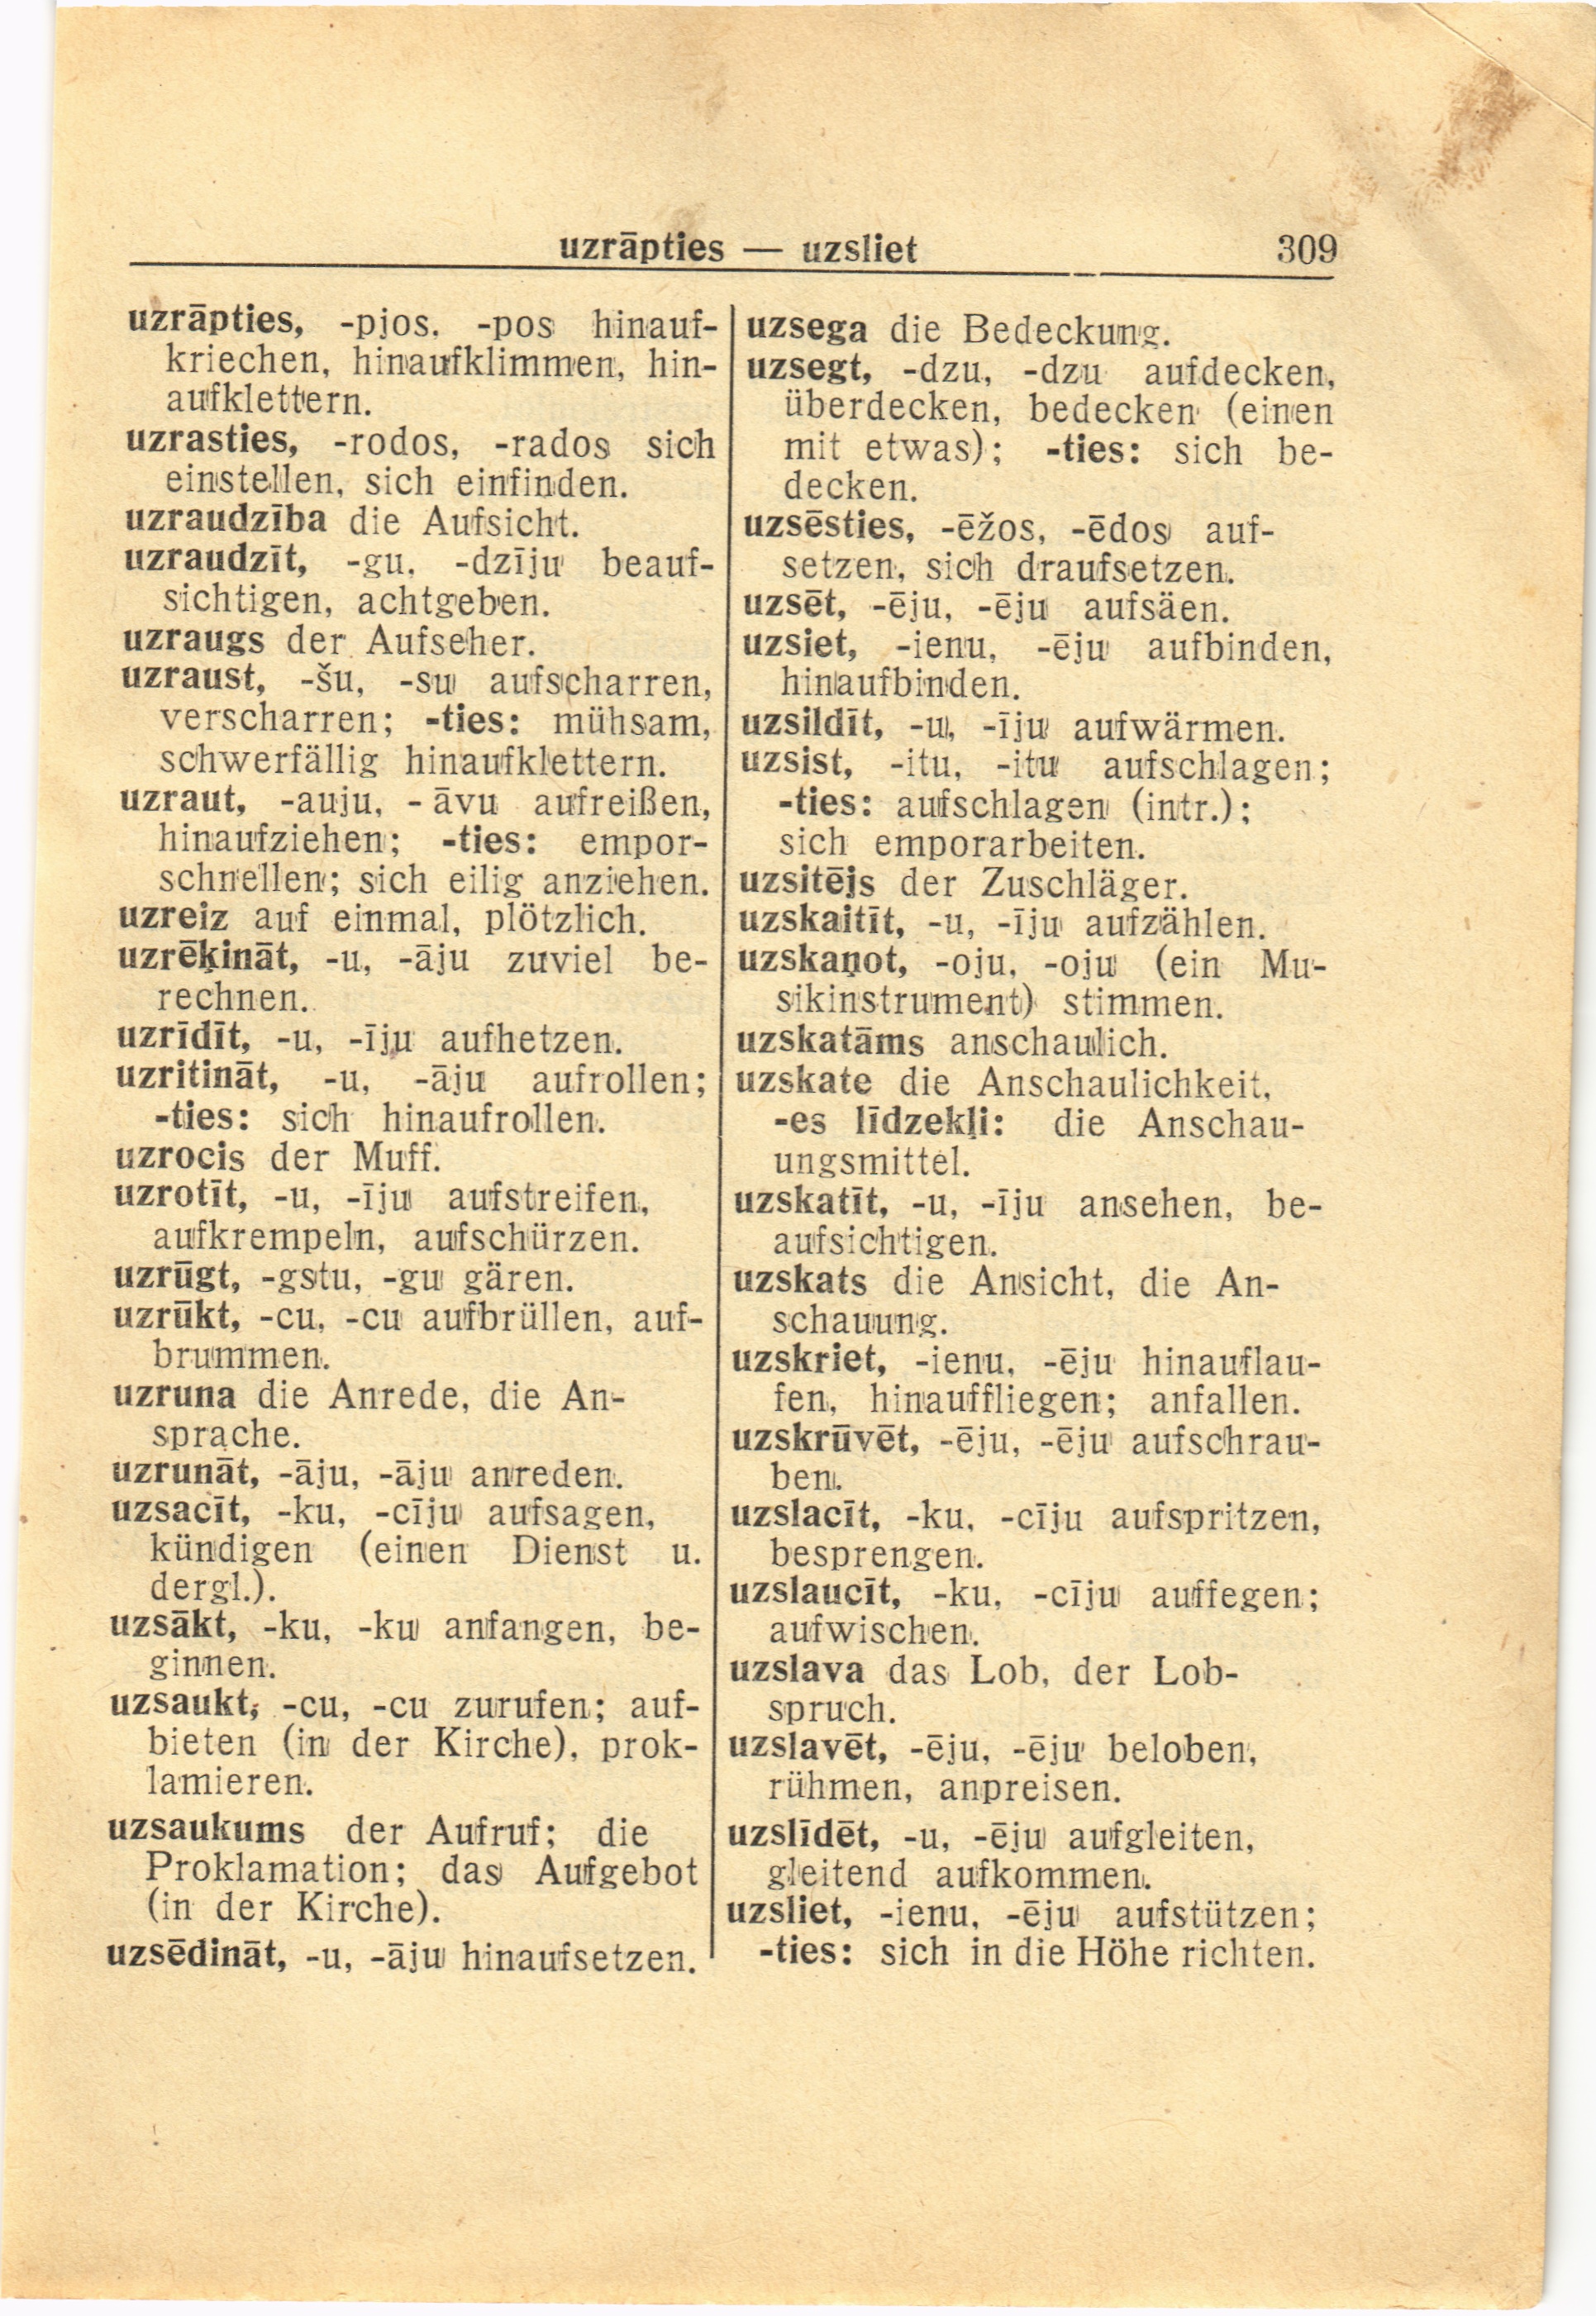 uzrāpties — uzsliet 309
uzrāpties, -pjos, -pos hinauf-
kriechen, hinaufklimmen, hin-
aufklettern.
uzrasties, -rodos, -rados sich
einstellen, sich einfinden.
uzraudzība die Aufsicht.
uzraudzīt, -gu, -dzīju beauf-
sichtigen, achtgeben.
uzraugs der Aufseher.
uzraust, -šu, -su aufscharren,
verscharren; -ties: mühsam,
schwerfällig hinaufklettern.
uzraut, -auju, -āvu aufreißen,
hinaufziehen; -ties: empor-
schnellen; sich eilig anziehen.
uzreiz auf einmal, plötzlich.
uzrēķināt, -u, -āju zuviel be-
rechnen.
uzrīdīt, -u, -īju aufhetzen.
uzritināt, -u, -āju aufrollen;
-ties: sich hinaufrollen.
uzrocis der Muff.
uzrotīt, -u, -īju aufstreifen,
aufkrempeln, aufschürzen.
uzrūgt, -gstu, -gu gären.
uzrūkt, -cu, -cu aufbrüllen, auf-
brummen.
uzruna die Anrede, die An-
sprache.
uzrunāt, -āju, -āju anreden.
uzsacīt, -ku, -cīju aufsagen,
kündigen (einen Dienst u.
dergl.).
uzsākt, -ku, -ku anfangen, be-
ginnen.
uzsaukt, -cu, -cu zurufen; auf-
bieten (in der Kirche), prok-
lamieren.
uzsaukums der Aufruf; die
Proklamation; das Aufgebot
(in der Kirche).
uzsēdināt, -u, -āju hinaufsetzen.
uzsega die Bedeckung.
uzsegt, -dzu, -dzu aufdecken,
überdecken, bedecken (einen
mit etwas); -ties: sich be-
decken.
uzsēsties, -ēžos, -ēdos auf-
setzen, sich draufsetzen.
uzsēt, -ēju, -ēju aufsäen.
uzsiet, -ienu, -ēju aufbinden,
hinaufbinden.
uzsildīt, -u, -īju aufwärmen.
uzsist, -itu, -itu aufschlagen;
-ties: aufschlagen (intr.);
sich emporarbeiten.
uzsitējs der Zuschläger.
uzskaitīt, -u, -īju aufzählen.
uzskaņot, -oju, -oju (ein Mu-
sikinstrument) stimmen.
uzskatāms anschaulich.
uzskate die Anschaulichkeit,
-es līdzekļi: die Anschau-
ungsmittel.
uzskatīt, -u, -īju ansehen, be-
aufsichtigen.
uzskats die Ansicht, die An-
schauung.
uzskriet, -ienu, -ēju hinauflau-
fen, hinauffliegen; anfallen.
uzskrūvēt, -ēju, -ēju aufschrau-
ben.
uzslacīt, -ku, -cīju aufspritzen,
besprengen.
uzslaucīt, -ku, -cīju auffegen;
aufwischen.
uzslava das Lob, der Lob-
spruch.
uzslavēt, -ēju, -ēju beloben,
rühmen, anpreisen.
uzslīdēt, -u, -ēju aufgleiten,
gleitend aufkommen.
uzsliet, -ienu, -ēju aufstützen;
-ties: sich in die Höhe richten.